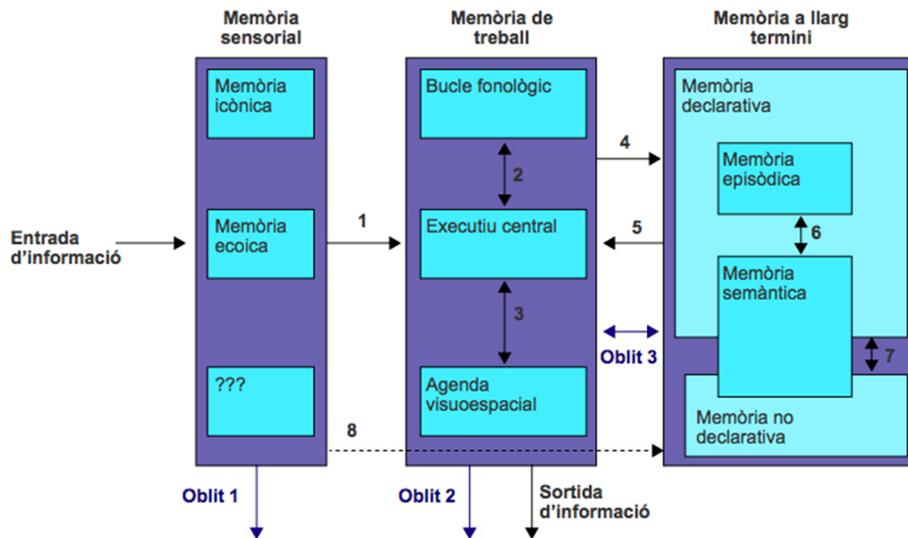 Memòria
sensorial
Memòria de
treball
Memòria a llarg
termini
Memòria
icònica
Bucle fonològic
Memòria
declarativa
4
2
Memòria
episòdica
Entrada
d'informació
Memòria
ecoica
1
Executiu central
5
6
Memòria
semàntica
3
Oblit 3
7
???
Agenda
visuoespacial
8
Memòria no
declarativa
Oblit 1
Oblit 2
Sortida
d'informació